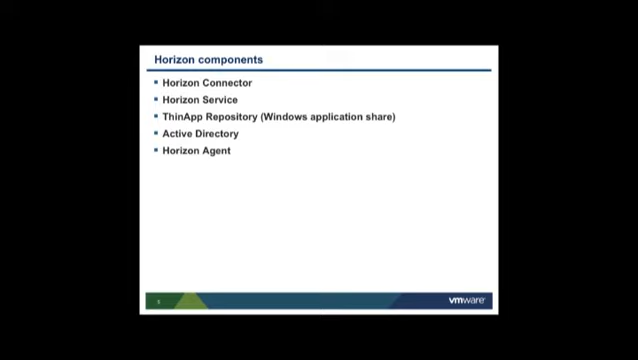 Horizon components
Horizon Connector
Horizon Service
ThinApp Repository (Windows application share)
Active Directory
Horizon Agent
vmware